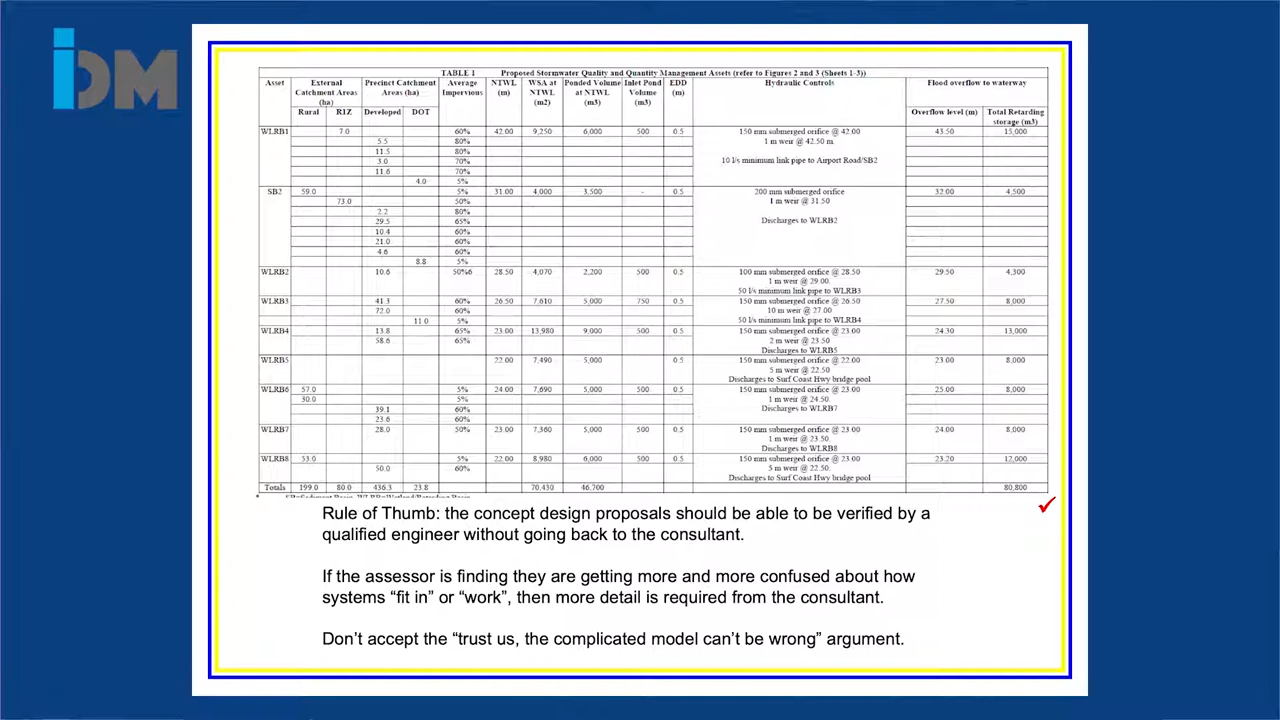 iDM
TABLE 1 Proposed Stormwater Quality and Quantity Management Assets (refer to Figures 2 and 3 (Sheets 1-3))
Asset External Catchment Areas (ha) Precinct Catchment Areas (ha) Average Impervious NTWL (m) WSA at NTWL (m2) Ponded Volume at NTWL (m3) Inlet Pond Volume (m3) EDD (m) Hydraulic Controls Flood overflow to waterway
Rural R1Z Developed DOT Overflow level (m) Total Retarding storage (m3)
WLRB1 7.0 60% 42.00 9,250 6,000 500 0.5 150 mm submerged orifice @ 42.00 43.50 15,000
5.5 80% 1 m weir @ 42.50 m.
11.5 80%
3.0 70% 10 l/s minimum link pipe to Airport Road/SB2
11.6 70%
4.0 5%
SB2 59.0 5% 31.00 4,000 3,500 - 0.5 200 mm submerged orifice 32.00 4,500
73.0 50% 1 m weir @ 31.50
2.2 80%
29.5 65% Discharges to WLRB2
10.4 60%
21.0 60%
4.6 60%
8.8 5%
WLRB2 10.6 50%6 28.50 4,070 2,200 500 0.5 100 mm submerged orifice @ 28.50 29.50 4,300
1 m weir @ 29.00.
50 l/s minimum link pipe to WLRB3
WLRB3 41.3 60% 26.50 7,610 5,000 750 0.5 150 mm submerged orifice @ 26.50 27.50 8,000
72.0 60% 10 m weir @ 27.00
11.0 5% 50 l/s minimum link pipe to WLRB4
WLRB4 13.8 65% 23.00 13,980 9,000 500 0.5 150 mm submerged orifice @ 23.00 24.30 13,000
58.6 65% 2 m weir @ 23.50
Discharges to WLRB5
WLRB5 22.00 7,490 5,000 0.5 150 mm submerged orifice @ 22.00 23.00 8,000
5 m weir @ 22.50
Discharges to Surf Coast Hwy bridge pool
WLRB6 57.0 5% 24.00 7,690 5,000 500 0.5 150 mm submerged orifice @ 23.00 25.00 8,000
30.0 5% 1 m weir @ 24.50.
39.1 60% Discharges to WLRB7
23.6 60%
WLRB7 28.0 50% 23.00 7,360 5,000 500 0.5 150 mm submerged orifice @ 23.00 24.00 8,000
1 m weir @ 23.50.
Discharges to WLRB8
WLRB8 53.0 5% 22.00 8,980 6,000 500 0.5 150 mm submerged orifice @ 23.00 23.20 12,000
50.0 60% 5 m weir @ 22.50.
Discharges to Surf Coast Hwy bridge pool
Totals 199.0 80.0 436.3 23.8 70,430 46,700 80,800
Rule of Thumb: the concept design proposals should be able to be verified by a
qualified engineer without going back to the consultant.
If the assessor is finding they are getting more and more confused about how
systems “fit in” or “work”, then more detail is required from the consultant.
Don’t accept the “trust us, the complicated model can’t be wrong” argument.